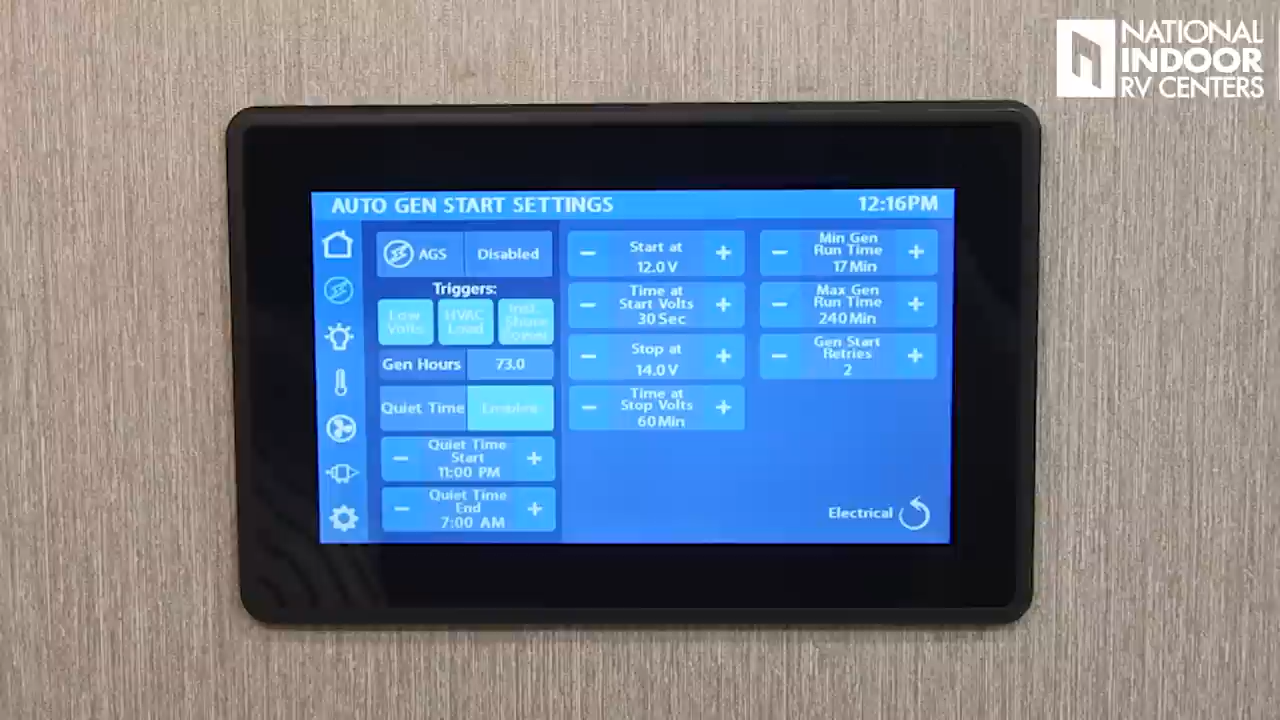 NATIONAL
INDOOR
RV CENTERS
AUTO GEN START SETTINGS
12:16PM
AGS
Disabled
Triggers:
Low
Volts
HVAC
Load
Inst.
Shore
Gen Hours
73.0
Quiet Time
Quiet Time
Start
11:00 PM
Quiet Time
End
7:00 AM
Start at
12.0 V
Time at
Start Volts
30 Sec
Stop at
14.0 V
Time at
Stop Volts
60 Min
Min Gen
Run Time
17 Min
Max Gen
Run Time
240 Min
Gen Start
Retries
2
Electrical